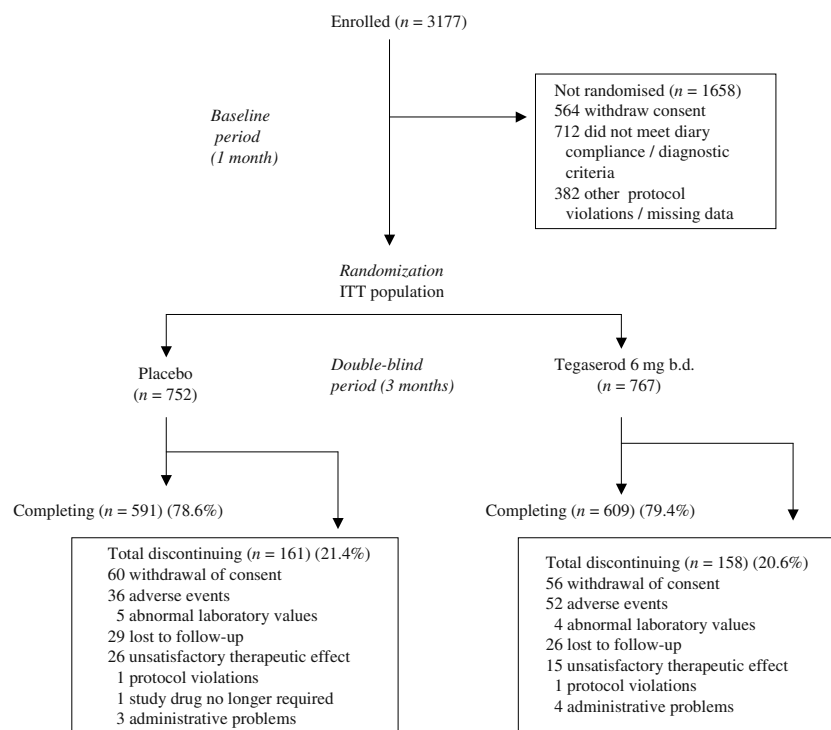 Enrolled (n = 3177)
Baseline
period
(1 month)
Not randomised (n = 1658)
564 withdraw consent
712 did not meet diary
compliance / diagnostic
criteria
382 other protocol
violations / missing data
Randomization
ITT population
Double-blind
period (3 months)
Placebo
(n = 752)
Tegaserod 6 mg b.d.
(n = 767)
Completing (n = 591) (78.6%)
Total discontinuing (n = 161) (21.4%)
60 withdrawal of consent
36 adverse events
5 abnormal laboratory values
29 lost to follow-up
26 unsatisfactory therapeutic effect
1 protocol violations
1 study drug no longer required
3 administrative problems
Completing (n = 609) (79.4%)
Total discontinuing (n = 158) (20.6%)
56 withdrawal of consent
52 adverse events
4 abnormal laboratory values
26 lost to follow-up
15 unsatisfactory therapeutic effect
1 protocol violations
4 administrative problems